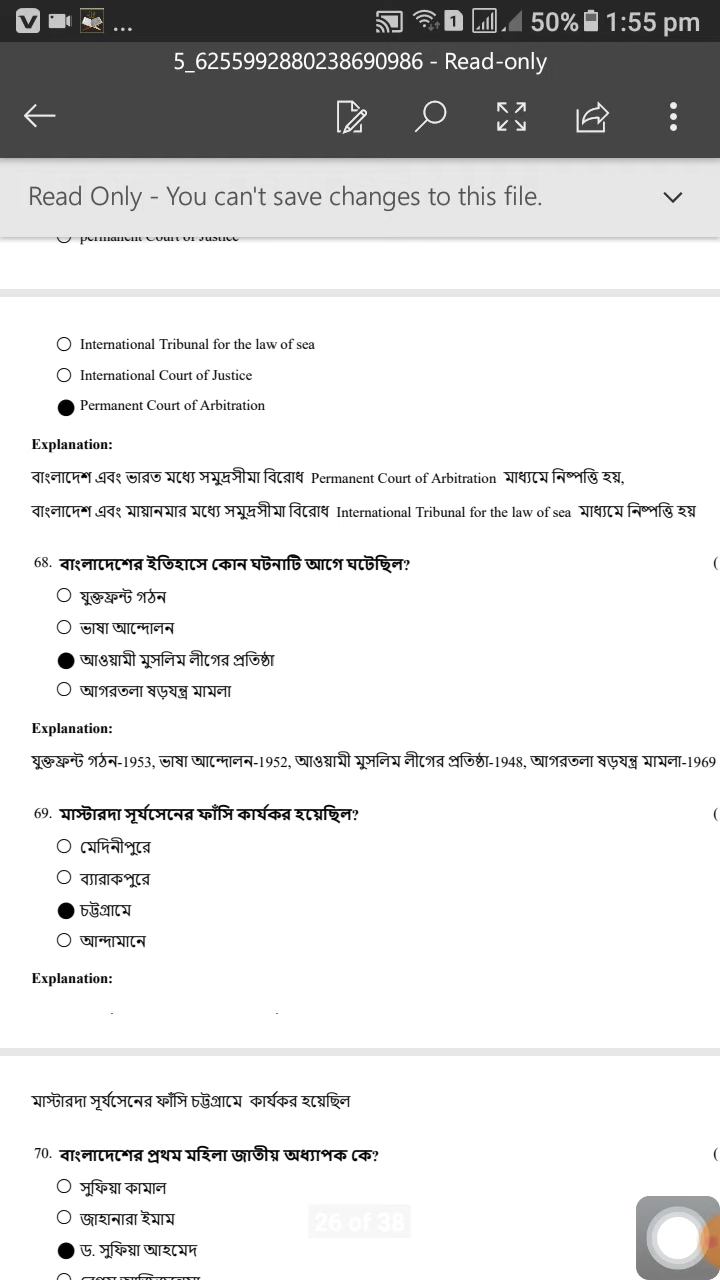 V 1 50% 1:55 pm
5_6255992880238690986 - Read-only
Read Only - You can't save changes to this file.
permanent Court of Justice
International Tribunal for the law of sea
International Court of Justice
Permanent Court of Arbitration
Explanation:
বাংলাদেশ এবং ভারত মধ্যে সমুদ্রসীমা বিরোধ Permanent Court of Arbitration মাধ্যমে নিষ্পত্তি হয়,
বাংলাদেশ এবং মায়ানমার মধ্যে সমুদ্রসীমা বিরোধ International Tribunal for the law of sea মাধ্যমে নিষ্পত্তি হয়
68. বাংলাদেশের ইতিহাসে কোন ঘটনাটি আগে ঘটেছিল? (
যুক্তফ্রন্ট গঠন
ভাষা আন্দোলন
আওয়ামী মুসলিম লীগের প্রতিষ্ঠা
আগরতলা ষড়যন্ত্র মামলা
Explanation:
যুক্তফ্রন্ট গঠন-1953, ভাষা আন্দোলন-1952, আওয়ামী মুসলিম লীগের প্রতিষ্ঠা-1948, আগরতলা ষড়যন্ত্র মামলা-1969
69. মাস্টারদা সূর্যসেনের ফাঁসি কার্যকর হয়েছিল? (
মেদিনীপুরে
ব্যারাকপুরে
চট্টগ্রামে
আন্দামানে
Explanation:
মাস্টারদা সূর্যসেনের ফাঁসি চট্টগ্রামে কার্যকর হয়েছিল
70. বাংলাদেশের প্রথম মহিলা জাতীয় অধ্যাপক কে? (
সুফিয়া কামাল
জাহানারা ইমাম
26 of 38
ড. সুফিয়া আহমেদ